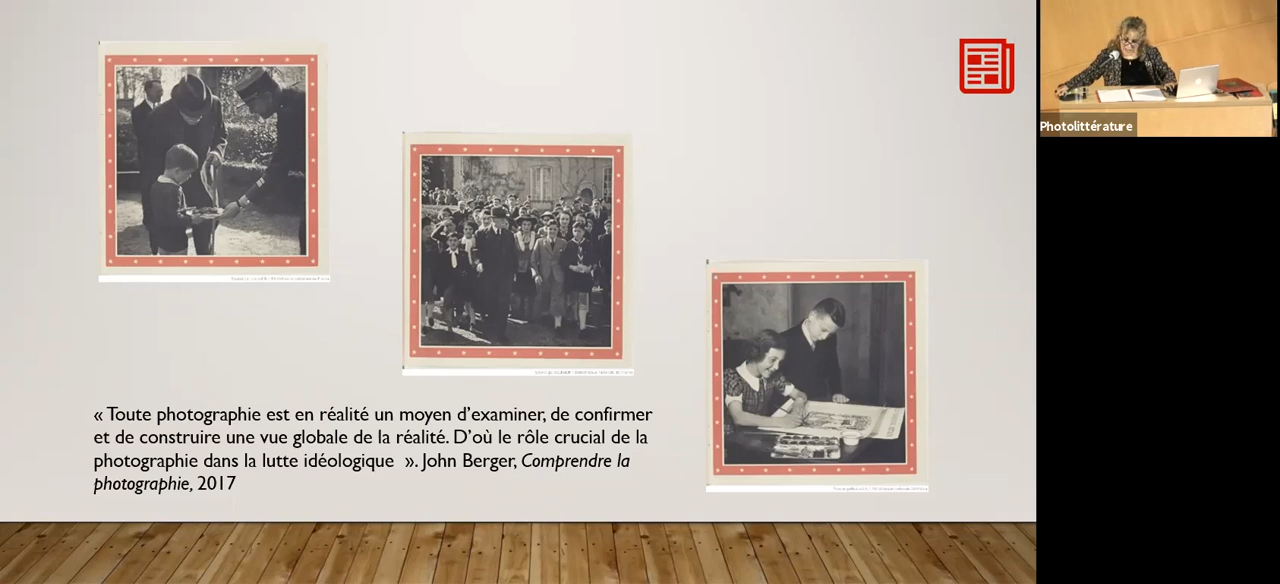 Photolittérature
« Toute photographie est en réalité un moyen d’examiner, de confirmer
et de construire une vue globale de la réalité. D’où le rôle crucial de la
photographie dans la lutte idéologique  ». John Berger, Comprendre la
photographie, 2017